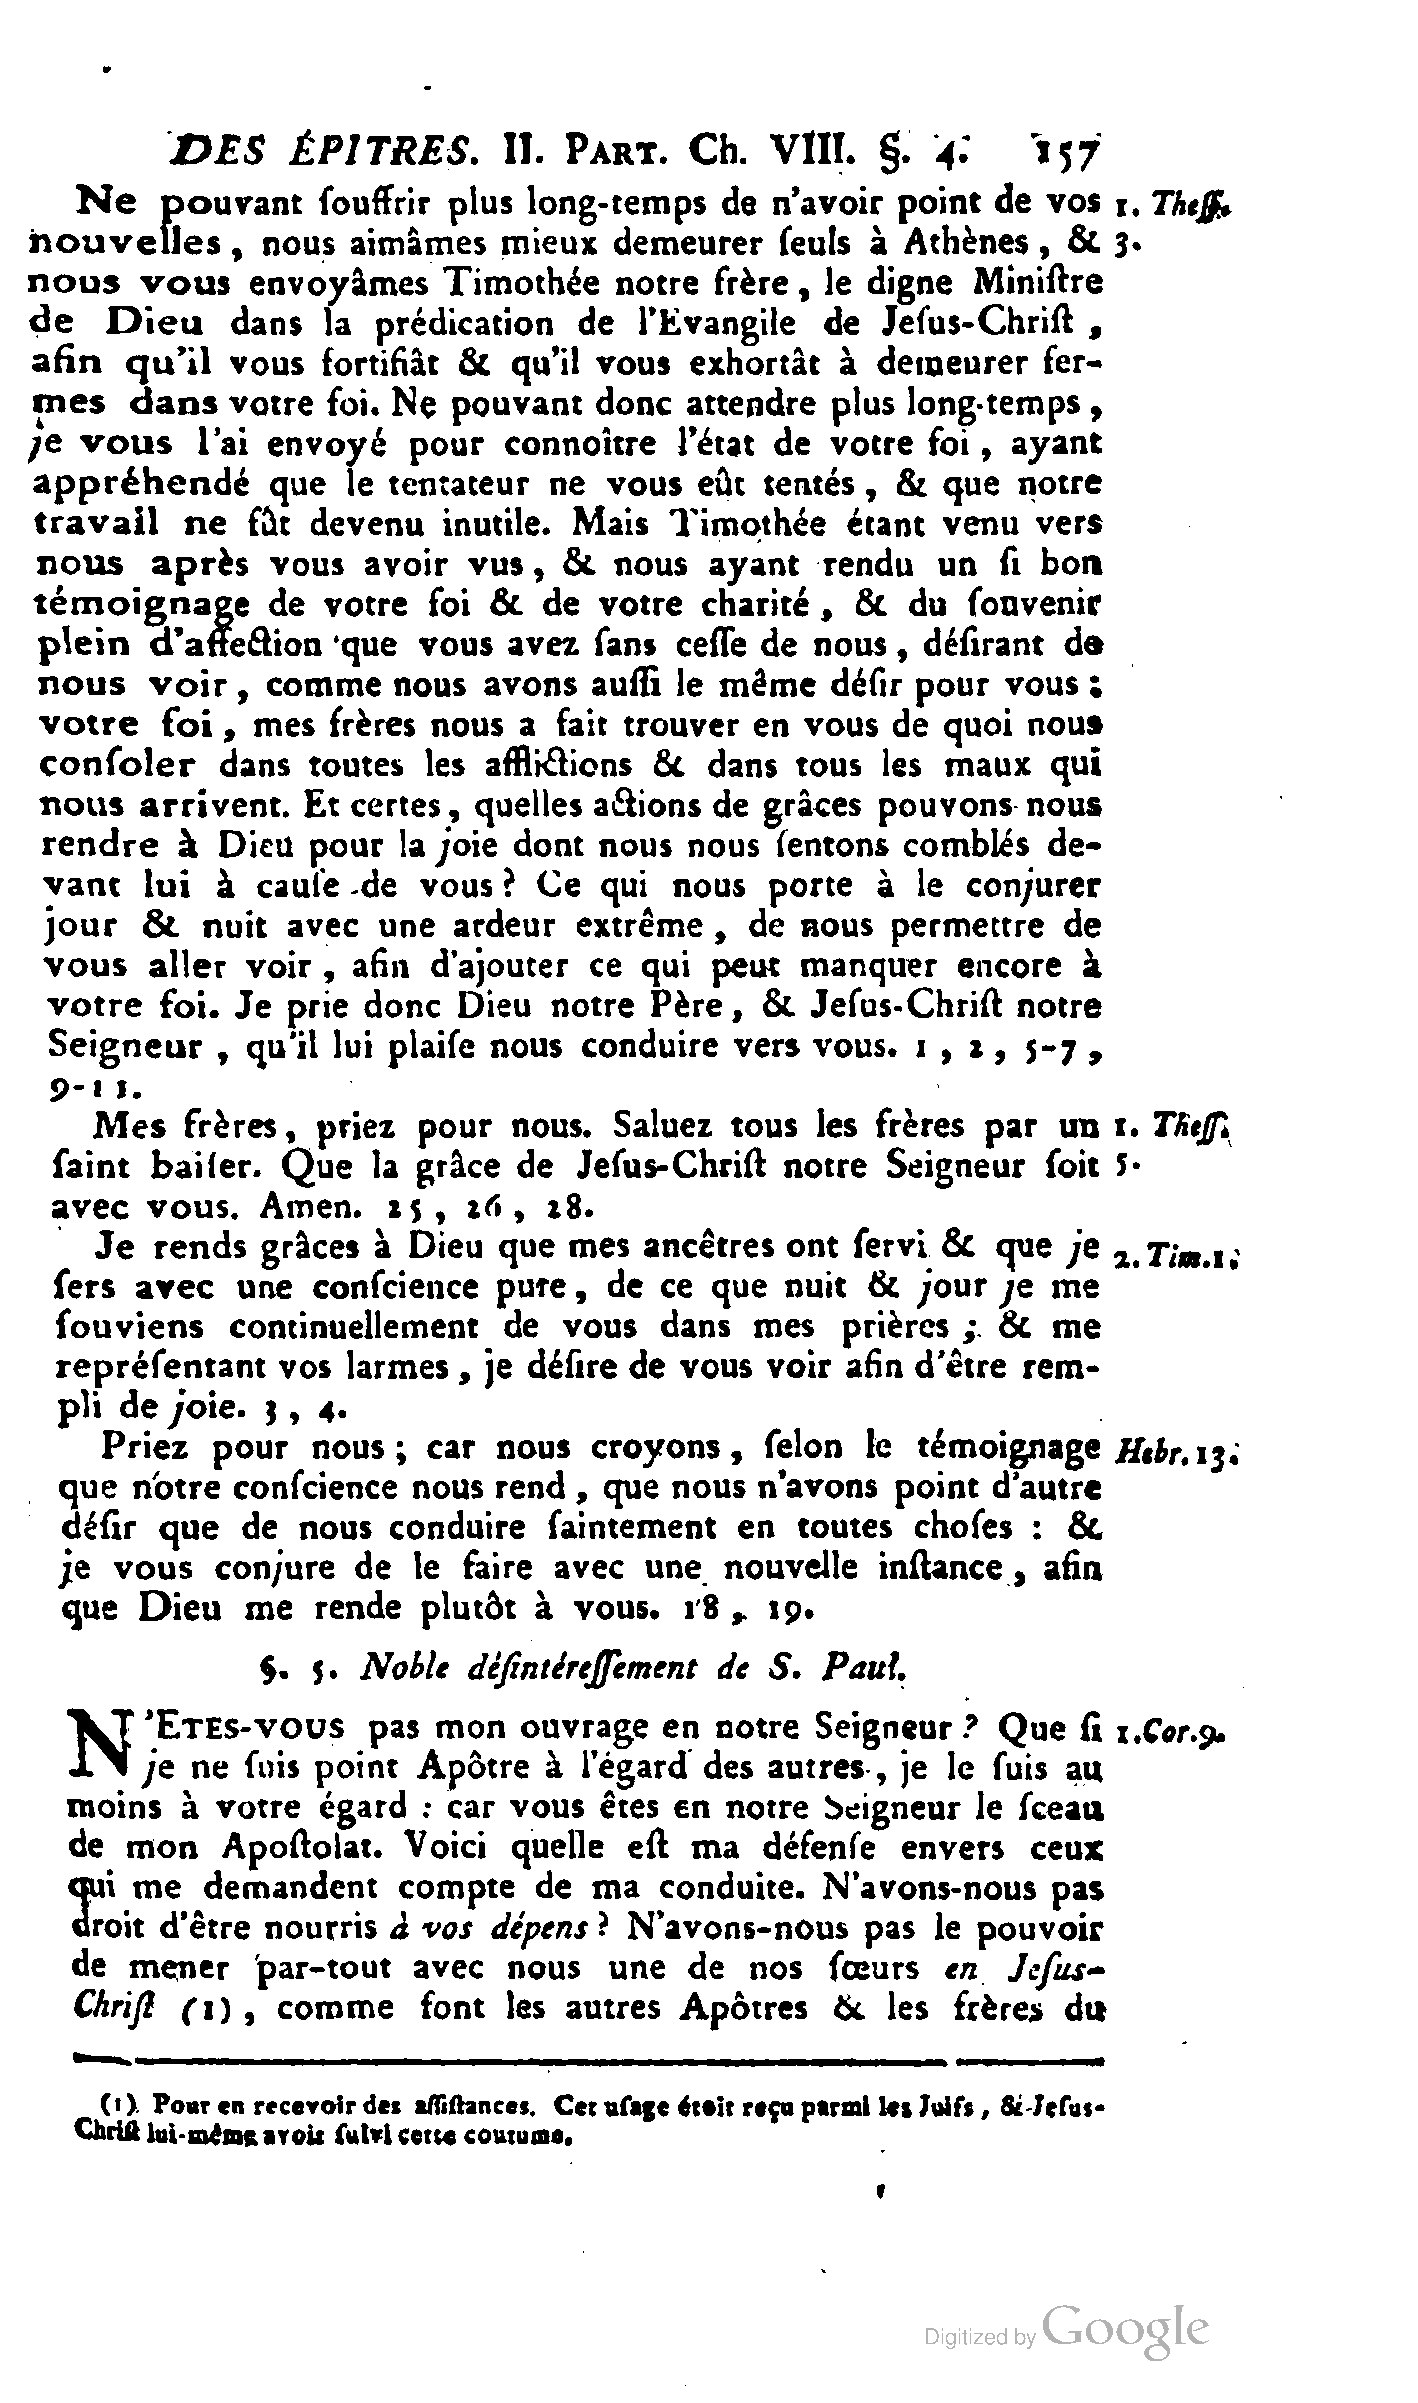 DES ÉPITRES. II. PART. Ch. VIII. §. 4. 157
Ne pouvant ſouffrir plus long-temps de n'avoir point de vos 1. Theſſ.
nouvelles, nous aimâmes mieux demeurer ſeuls à Athènes, & 3.
nous vous envoyâmes Timothée notre frère, le digne Miniſtre
de Dieu dans la prédication de l'Evangile de Jeſus-Chriſt,
afin qu'il vous fortifiât & qu'il vous exhortât à demeurer fer-
mes dans votre foi. Ne pouvant donc attendre plus long-temps,
je vous l'ai envoyé pour connoître l'état de votre foi, ayant
appréhendé que le tentateur ne vous eût tentés, & que notre
travail ne fût devenu inutile. Mais Timothée étant venu vers
nous après vous avoir vus, & nous ayant rendu un ſi bon
témoignage de votre foi & de votre charité, & du ſouvenir
plein d'affection que vous avez ſans ceſſe de nous, déſirant de
nous voir, comme nous avons auſſi le même déſir pour vous;
votre foi, mes frères nous a fait trouver en vous de quoi nous
conſoler dans toutes les afflictions & dans tous les maux qui
nous arrivent. Et certes, quelles actions de grâces pouvons-nous
rendre à Dieu pour la joie dont nous nous ſentons comblés de-
vant lui à cauſe de vous? Ce qui nous porte à le conjurer
jour & nuit avec une ardeur extrême, de nous permettre de
vous aller voir, afin d'ajouter ce qui peut manquer encore à
votre foi. Je prie donc Dieu notre Père, & Jeſus-Chriſt notre
Seigneur, qu'il lui plaiſe nous conduire vers vous. 1, 2, 5-7,
9-11.
Mes frères, priez pour nous. Saluez tous les frères par un 1. Theſſ.
ſaint baiſer. Que la grâce de Jeſus-Chriſt notre Seigneur ſoit 5.
avec vous. Amen. 25, 26, 28.
Je rends grâces à Dieu que mes ancêtres ont ſervi & que je 2. Tim. 1.
ſers avec une conſcience pure, de ce que nuit & jour je me
ſouviens continuellement de vous dans mes prières; & me
repréſentant vos larmes, je déſire de vous voir afin d'être rem-
pli de joie. 3, 4.
Priez pour nous; car nous croyons, ſelon le témoignage Hebr. 13.
que notre conſcience nous rend, que nous n'avons point d'autre
déſir que de nous conduire ſaintement en toutes choſes : &
je vous conjure de le faire avec une nouvelle inſtance, afin
que Dieu me rende plutôt à vous. 18, 19.
§. 5. Noble déſintéreſſement de S. Paul.
N'ETES-VOUS pas mon ouvrage en notre Seigneur? Que ſi 1. Cor. 9.
je ne ſuis point Apôtre à l'égard des autres, je le ſuis au
moins à votre égard : car vous êtes en notre Seigneur le ſceau
de mon Apoſtolat. Voici quelle eſt ma défenſe envers ceux
qui me demandent compte de ma conduite. N'avons-nous pas
droit d'être nourris à vos dépens? N'avons-nous pas le pouvoir
de mener par-tout avec nous une de nos ſœurs en Jeſus-
Chriſt (1), comme font les autres Apôtres & les frères du
(1) Pour en recevoir des aſſiſtances. Cet uſage étoit reçu parmi les Juifs, & Jeſus-
Chriſt lui-même avoit ſuivi cette coutume.
Digitized by Google